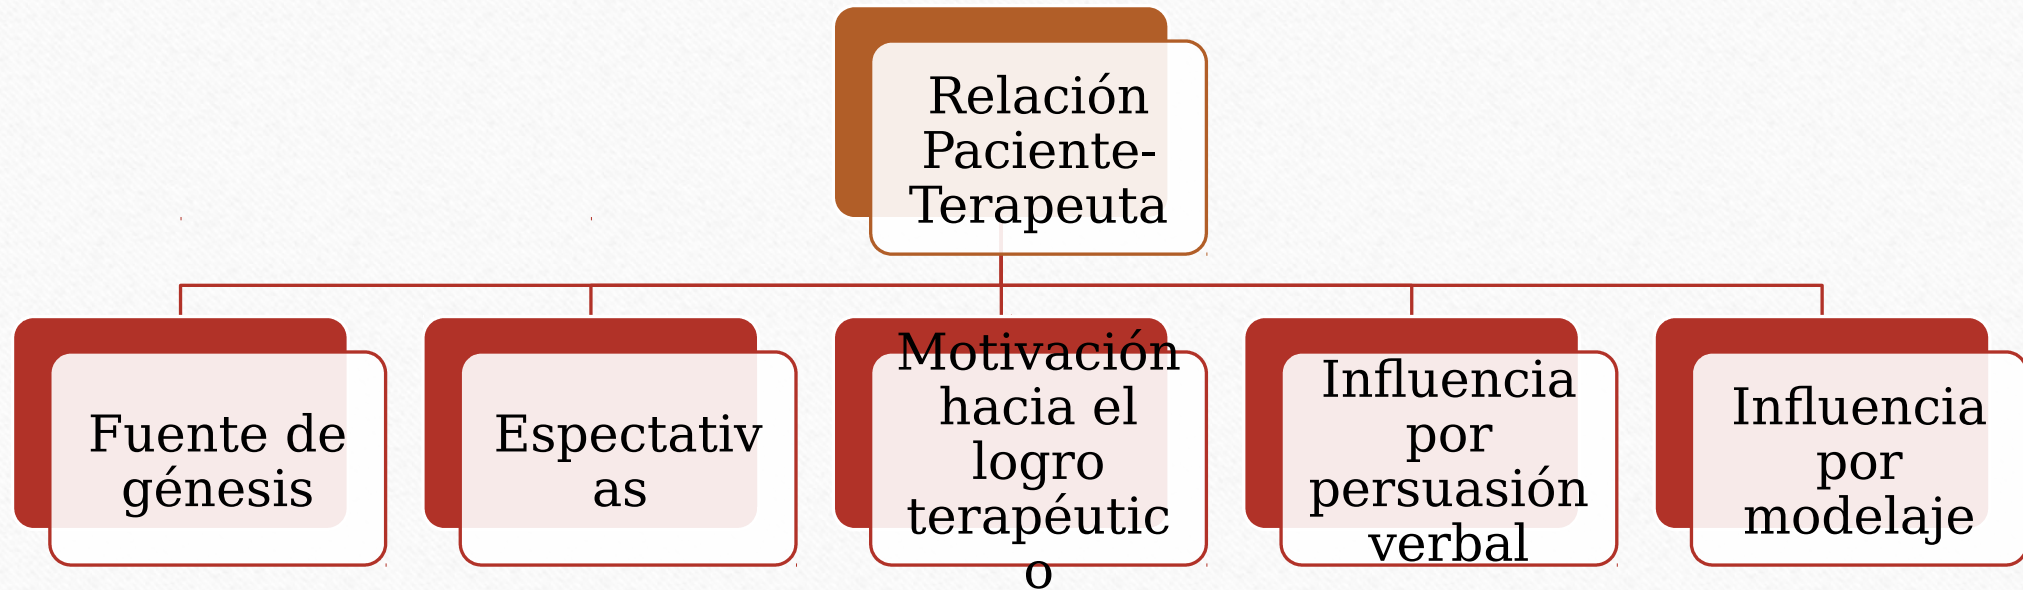 Relación
Paciente-
Terapeuta
Fuente de
génesis
Espectativ
as
Motivación
hacia el
logro
terapéutic
o
Influencia
por
persuasión
verbal
Influencia
por
modelaje